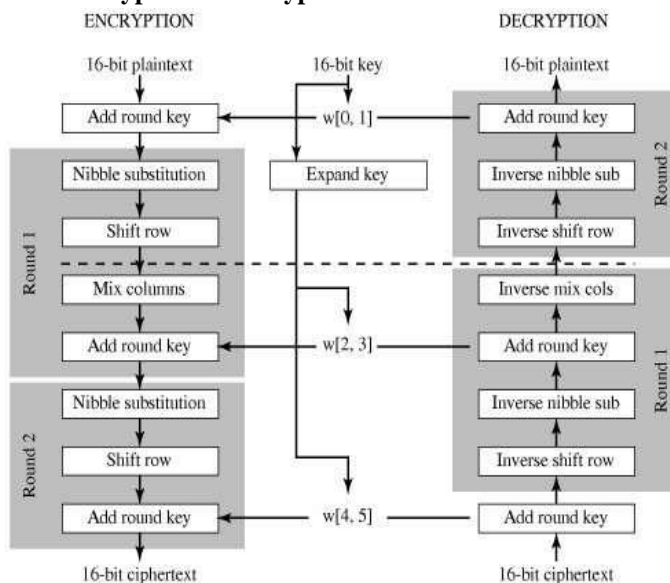 ENCRYPTION
DECRYPTION
16-bit plaintext
16-bit key
16-bit plaintext
Add round key
w[0, 1]
Add round key
Nibble substitution
Expand key
Inverse nibble sub
Shift row
Inverse shift row
Round 1
Round 2
Mix columns
Inverse mix cols
Add round key
w[2, 3]
Add round key
Nibble substitution
Inverse nibble sub
Round 2
Round 1
Shift row
Inverse shift row
Add round key
w[4, 5]
Add round key
16-bit ciphertext
16-bit ciphertext